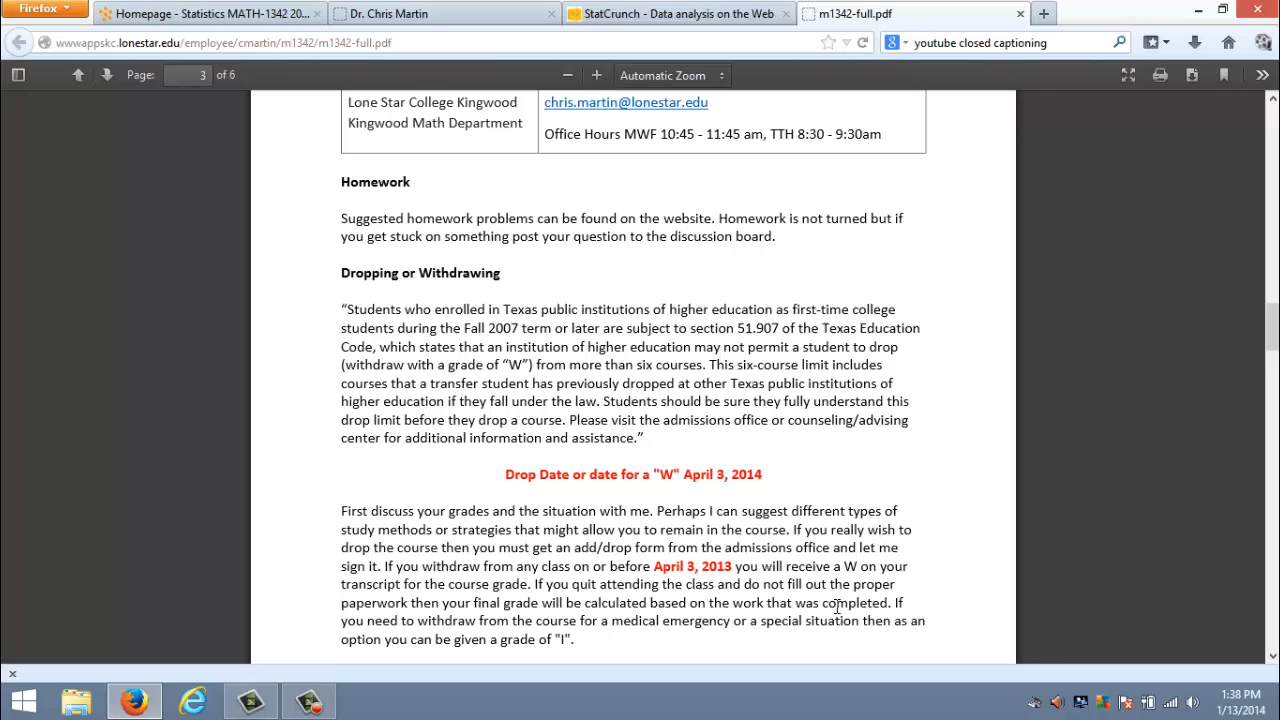 Firefox
Homepage - Statistics MATH-1342 20...
Dr. Chris Martin
StatCrunch - Data analysis on the Web
m1342-full.pdf
wwwappskc.lonestar.edu/employee/cmartin/m1342/m1342-full.pdf
youtube closed captioning
Page: 3 of 6
Automatic Zoom
Lone Star College Kingwood
Kingwood Math Department
chris.martin@lonestar.edu
Office Hours MWF 10:45 - 11:45 am, TTH 8:30 - 9:30am
Homework
Suggested homework problems can be found on the website. Homework is not turned but if
you get stuck on something post your question to the discussion board.
Dropping or Withdrawing
“Students who enrolled in Texas public institutions of higher education as first-time college
students during the Fall 2007 term or later are subject to section 51.907 of the Texas Education
Code, which states that an institution of higher education may not permit a student to drop
(withdraw with a grade of “W”) from more than six courses. This six-course limit includes
courses that a transfer student has previously dropped at other Texas public institutions of
higher education if they fall under the law. Students should be sure they fully understand this
drop limit before they drop a course. Please visit the admissions office or counseling/advising
center for additional information and assistance.”
Drop Date or date for a "W" April 3, 2014
First discuss your grades and the situation with me. Perhaps I can suggest different types of
study methods or strategies that might allow you to remain in the course. If you really wish to
drop the course then you must get an add/drop form from the admissions office and let me
sign it. If you withdraw from any class on or before April 3, 2013 you will receive a W on your
transcript for the course grade. If you quit attending the class and do not fill out the proper
paperwork then your final grade will be calculated based on the work that was completed. If
you need to withdraw from the course for a medical emergency or a special situation then as an
option you can be given a grade of "I".
1:38 PM
1/13/2014